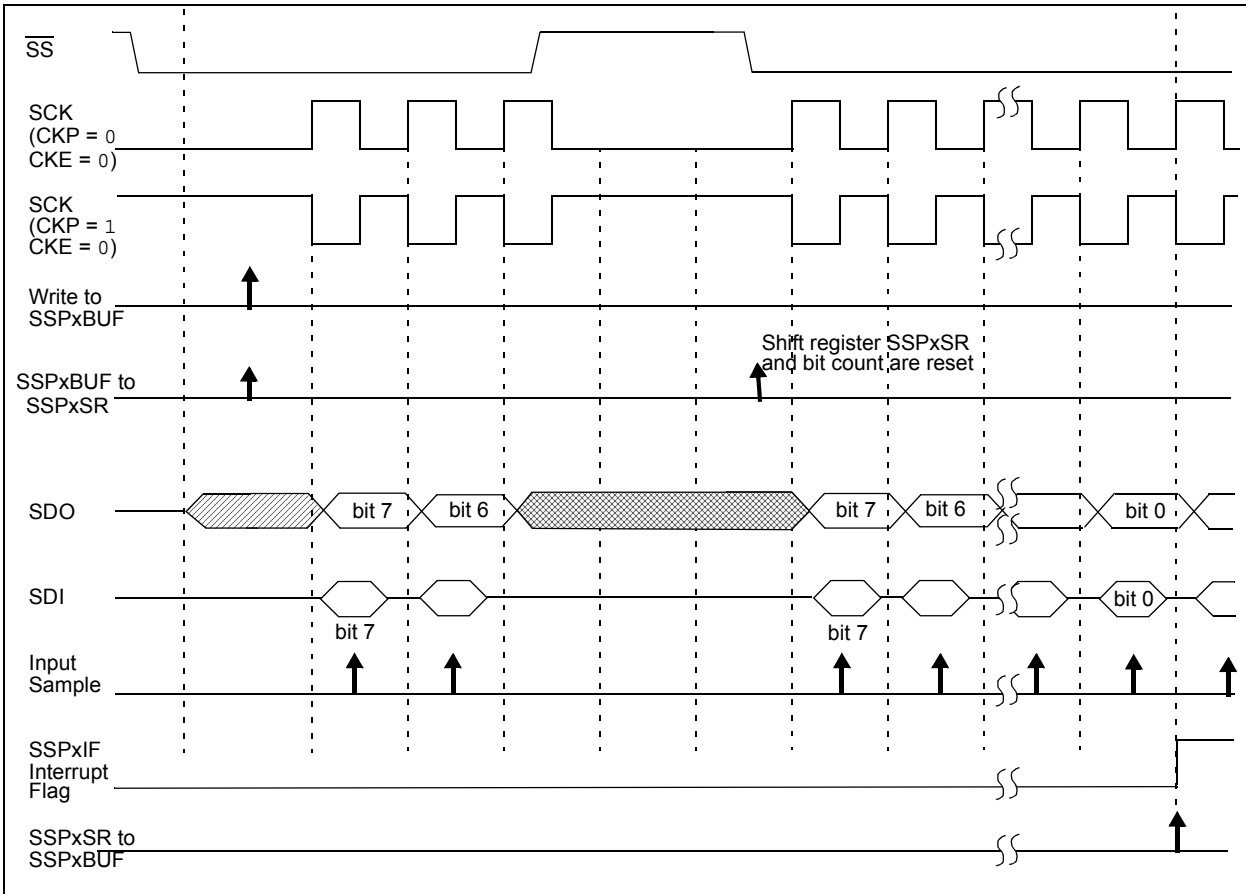 SS
SCK
(CKP = 0
CKE = 0)
SCK
(CKP = 1
CKE = 0)
Write to
SSPxBUF
Shift register SSPxSR
and bit count are reset
SSPxBUF to
SSPxSR
SDO
bit 7
bit 6
bit 7
bit 6
bit 0
SDI
bit 0
bit 7
bit 7
Input
Sample
SSPxIF
Interrupt
Flag
SSPxSR to
SSPxBUF